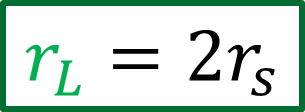 r_L = 2r_s